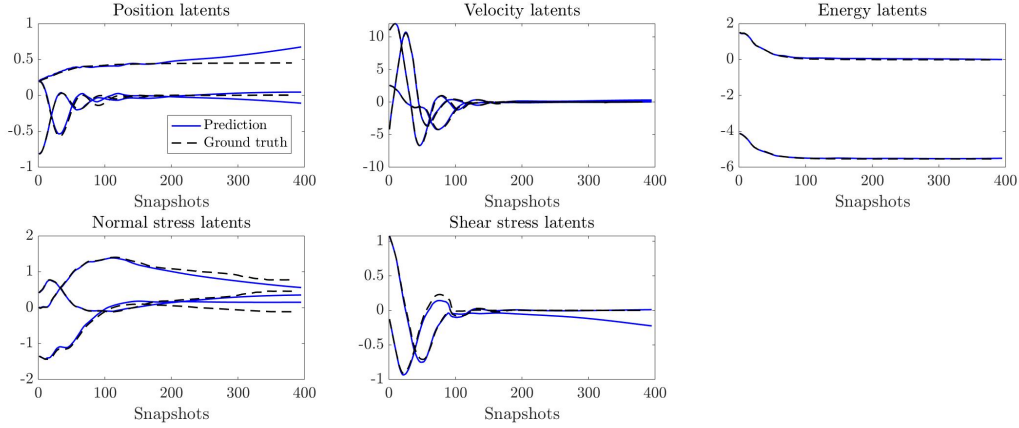 Position latents
1
0.5
0
-0.5
-1
0 100 200 300 400
Snapshots
Prediction
Ground truth
Velocity latents
10
5
0
-5
-10
0 100 200 300 400
Snapshots
Energy latents
2
0
-2
-4
-6
0 100 200 300 400
Snapshots
Normal stress latents
2
1
0
-1
-2
0 100 200 300 400
Snapshots
Shear stress latents
1
0.5
0
-0.5
-1
0 100 200 300 400
Snapshots